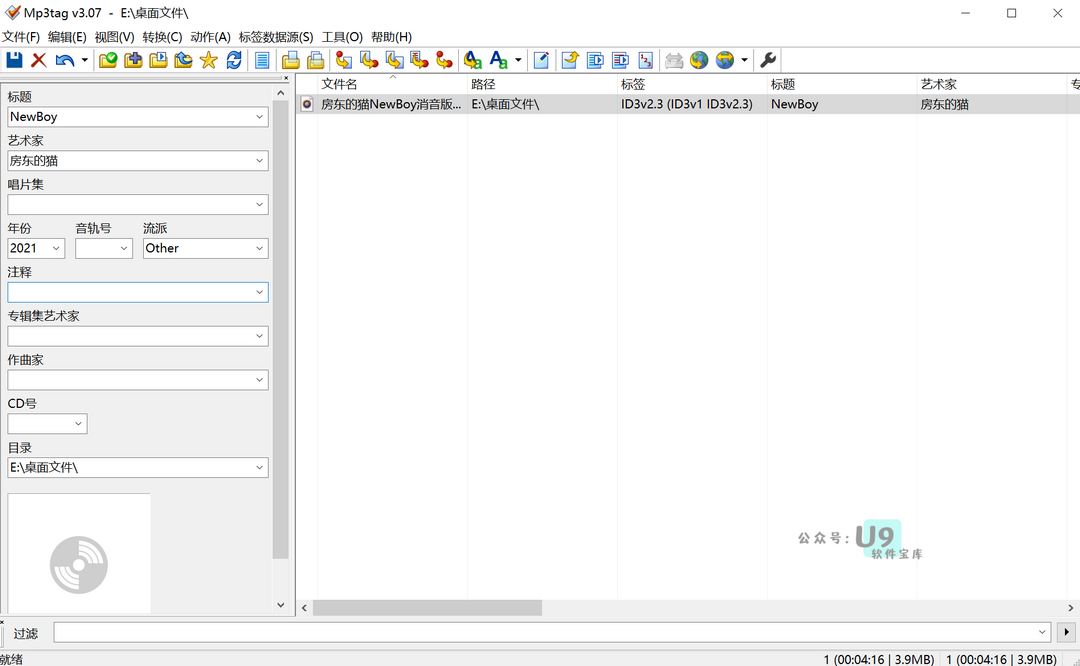 Mp3tag v3.07 - E:\桌面文件\
文件(F) 编辑(E) 视图(V) 转换(C) 动作(A) 标签数据源(S) 工具(O) 帮助(H)
文件名 路径 标签 标题 艺术家 专
房东的猫NewBoy消音版... E:\桌面文件\ ID3v2.3 (ID3v1 ID3v2.3) NewBoy 房东的猫
标题
NewBoy
艺术家
房东的猫
唱片集
年份 音轨号 流派
2021 Other
注释
专辑集艺术家
作曲家
CD号
目录
E:\桌面文件\
公众号: U9
软件宝库
过滤
就绪 1 (00:04:16 | 3.9MB) 1 (00:04:16 | 3.9MB)